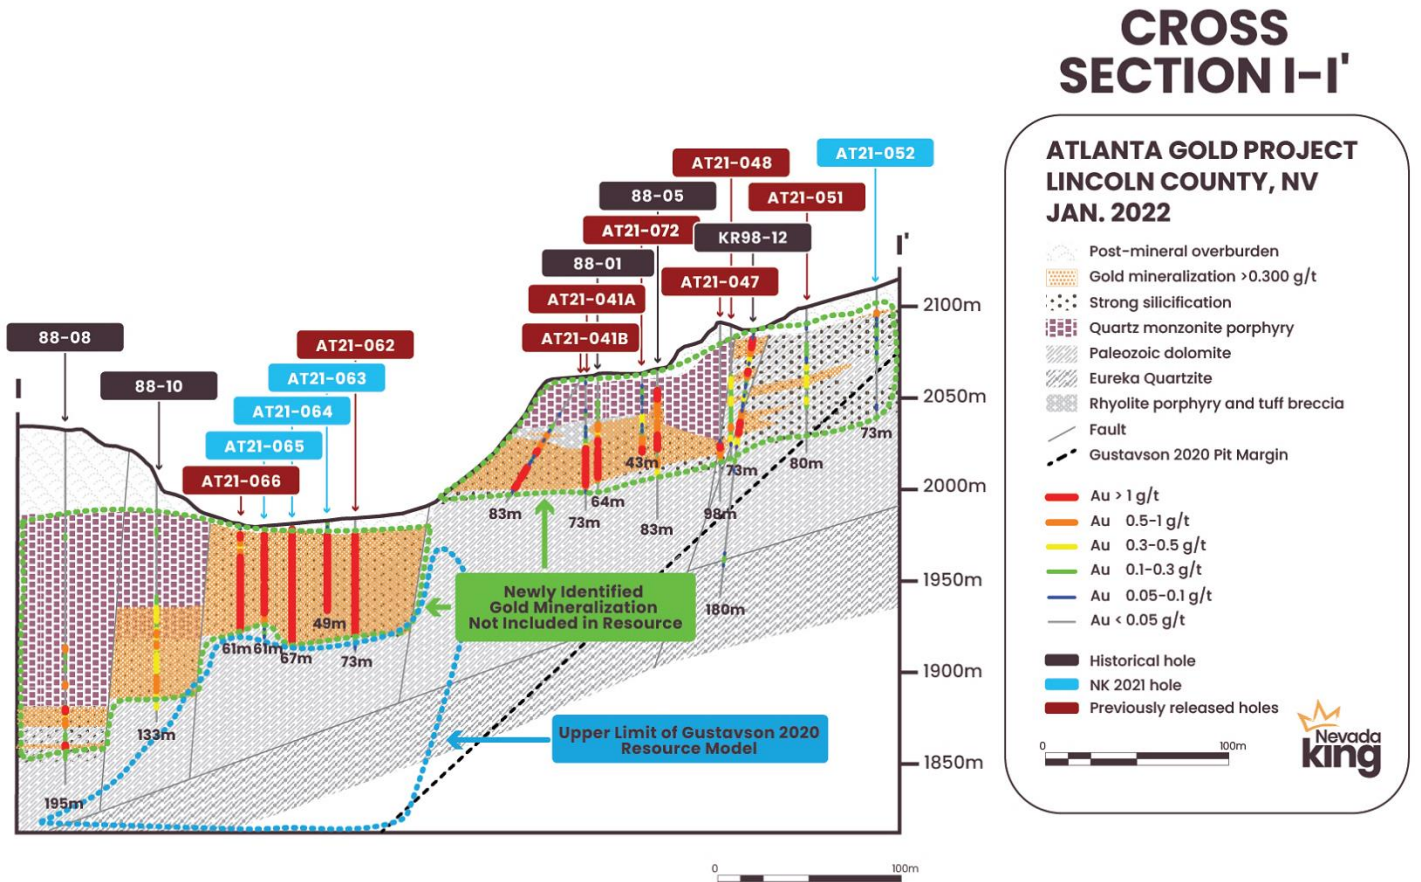 CROSS
SECTION I-I'
ATLANTA GOLD PROJECT
LINCOLN COUNTY, NV
JAN. 2022
Post-mineral overburden
Gold mineralization >0.300 g/t
Strong silicification
Quartz monzonite porphyry
Paleozoic dolomite
Eureka Quartzite
Rhyolite porphyry and tuff breccia
Fault
Gustavson 2020 Pit Margin
Au > 1 g/t
Au 0.5-1 g/t
Au 0.3-0.5 g/t
Au 0.1-0.3 g/t
Au 0.05-0.1 g/t
Au < 0.05 g/t
Historical hole
NK 2021 hole
Previously released holes
0 100m
Nevada
king
AT21-052
AT21-048
88-05
AT21-051
AT21-072
KR98-12
88-01
AT21-047
AT21-041A
AT21-041B
88-08
AT21-062
88-10
AT21-063
AT21-064
AT21-065
AT21-066
I
I'
2100m
2050m
2000m
1950m
1900m
1850m
73m
43m
73m
80m
83m
64m
73m
83m
98m
180m
49m
61m
61m
67m
73m
133m
195m
Newly Identified
Gold Mineralization
Not Included in Resource
Upper Limit of Gustavson 2020
Resource Model
0 100m